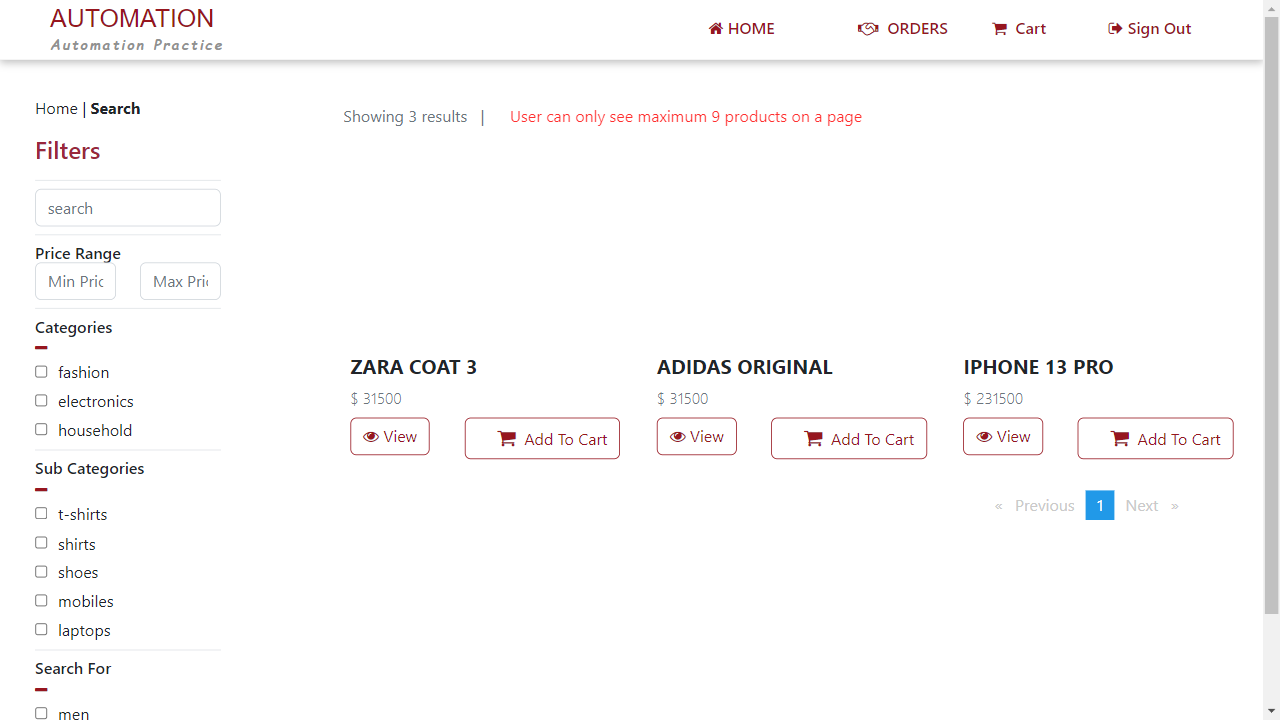 AUTOMATION
Automation Practice
HOME
ORDERS
Cart
Sign Out
Home | Search
Filters
search
Price Range
Min Pric
Max Pric
Categories
fashion
electronics
household
Sub Categories
t-shirts
shirts
shoes
mobiles
laptops
Search For
men
Showing 3 results | User can only see maximum 9 products on a page
ZARA COAT 3
$ 31500
View
Add To Cart
ADIDAS ORIGINAL
$ 31500
View
Add To Cart
IPHONE 13 PRO
$ 231500
View
Add To Cart
« Previous 1 Next »